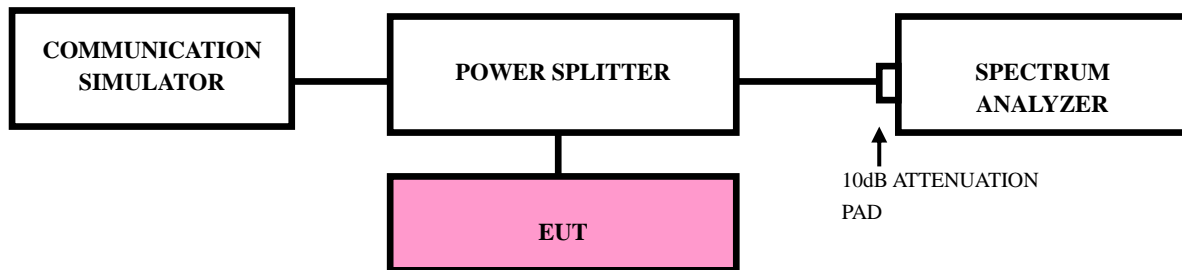 COMMUNICATION
SIMULATOR
POWER SPLITTER
SPECTRUM
ANALYZER
10dB ATTENUATION
PAD
EUT